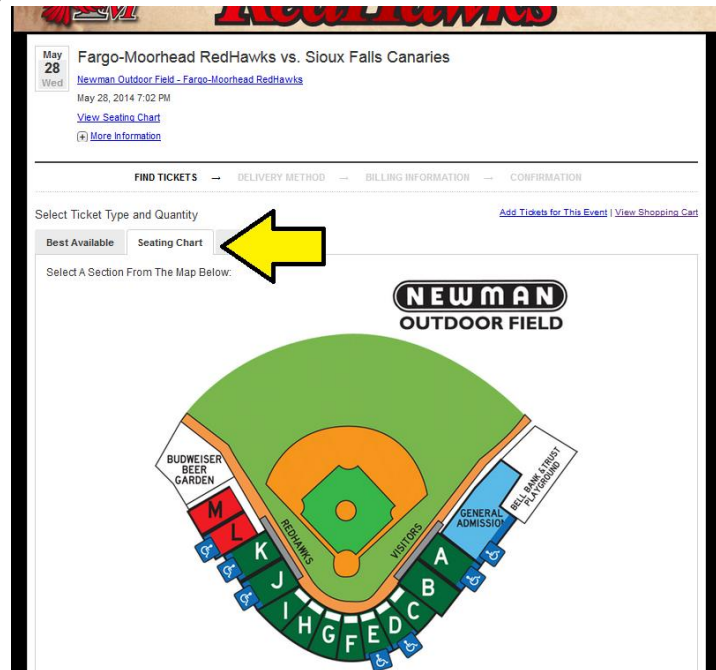 RedHawks
May
28
Wed
Fargo-Moorhead RedHawks vs. Sioux Falls Canaries
Newman Outdoor Field - Fargo-Moorhead RedHawks
May 28, 2014 7:02 PM
View Seating Chart
+ More Information
FIND TICKETS → DELIVERY METHOD → BILLING INFORMATION → CONFIRMATION
Select Ticket Type and Quantity
Add Tickets for This Event | View Shopping Cart
Best Available
Seating Chart
Select A Section From The Map Below:
NEWMAN
OUTDOOR FIELD
BUDWEISER
BEER
GARDEN
BELL BANK & TRUST
PLAYGROUND
GENERAL
ADMISSION
REDHAWKS
VISITORS
M
L
K
J
I
H
G
F
E
D
C
B
A